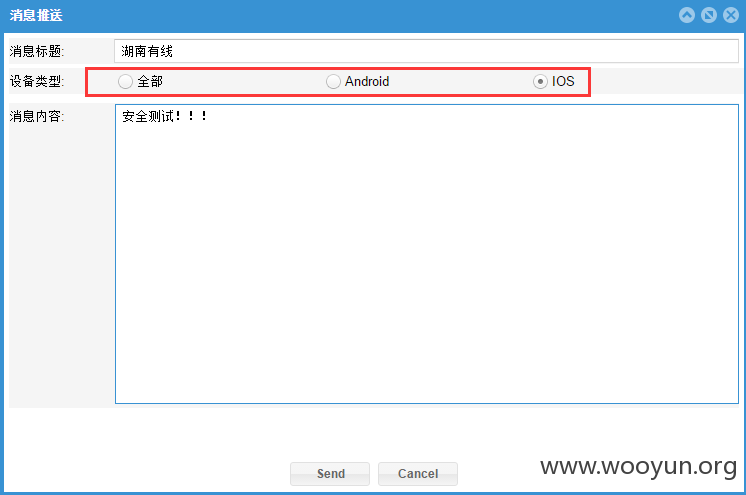 消息推送
消息标题: 湖南有线
设备类型: 全部 Android IOS
消息内容: 安全测试！！！
Send Cancel
www.wooyun.org